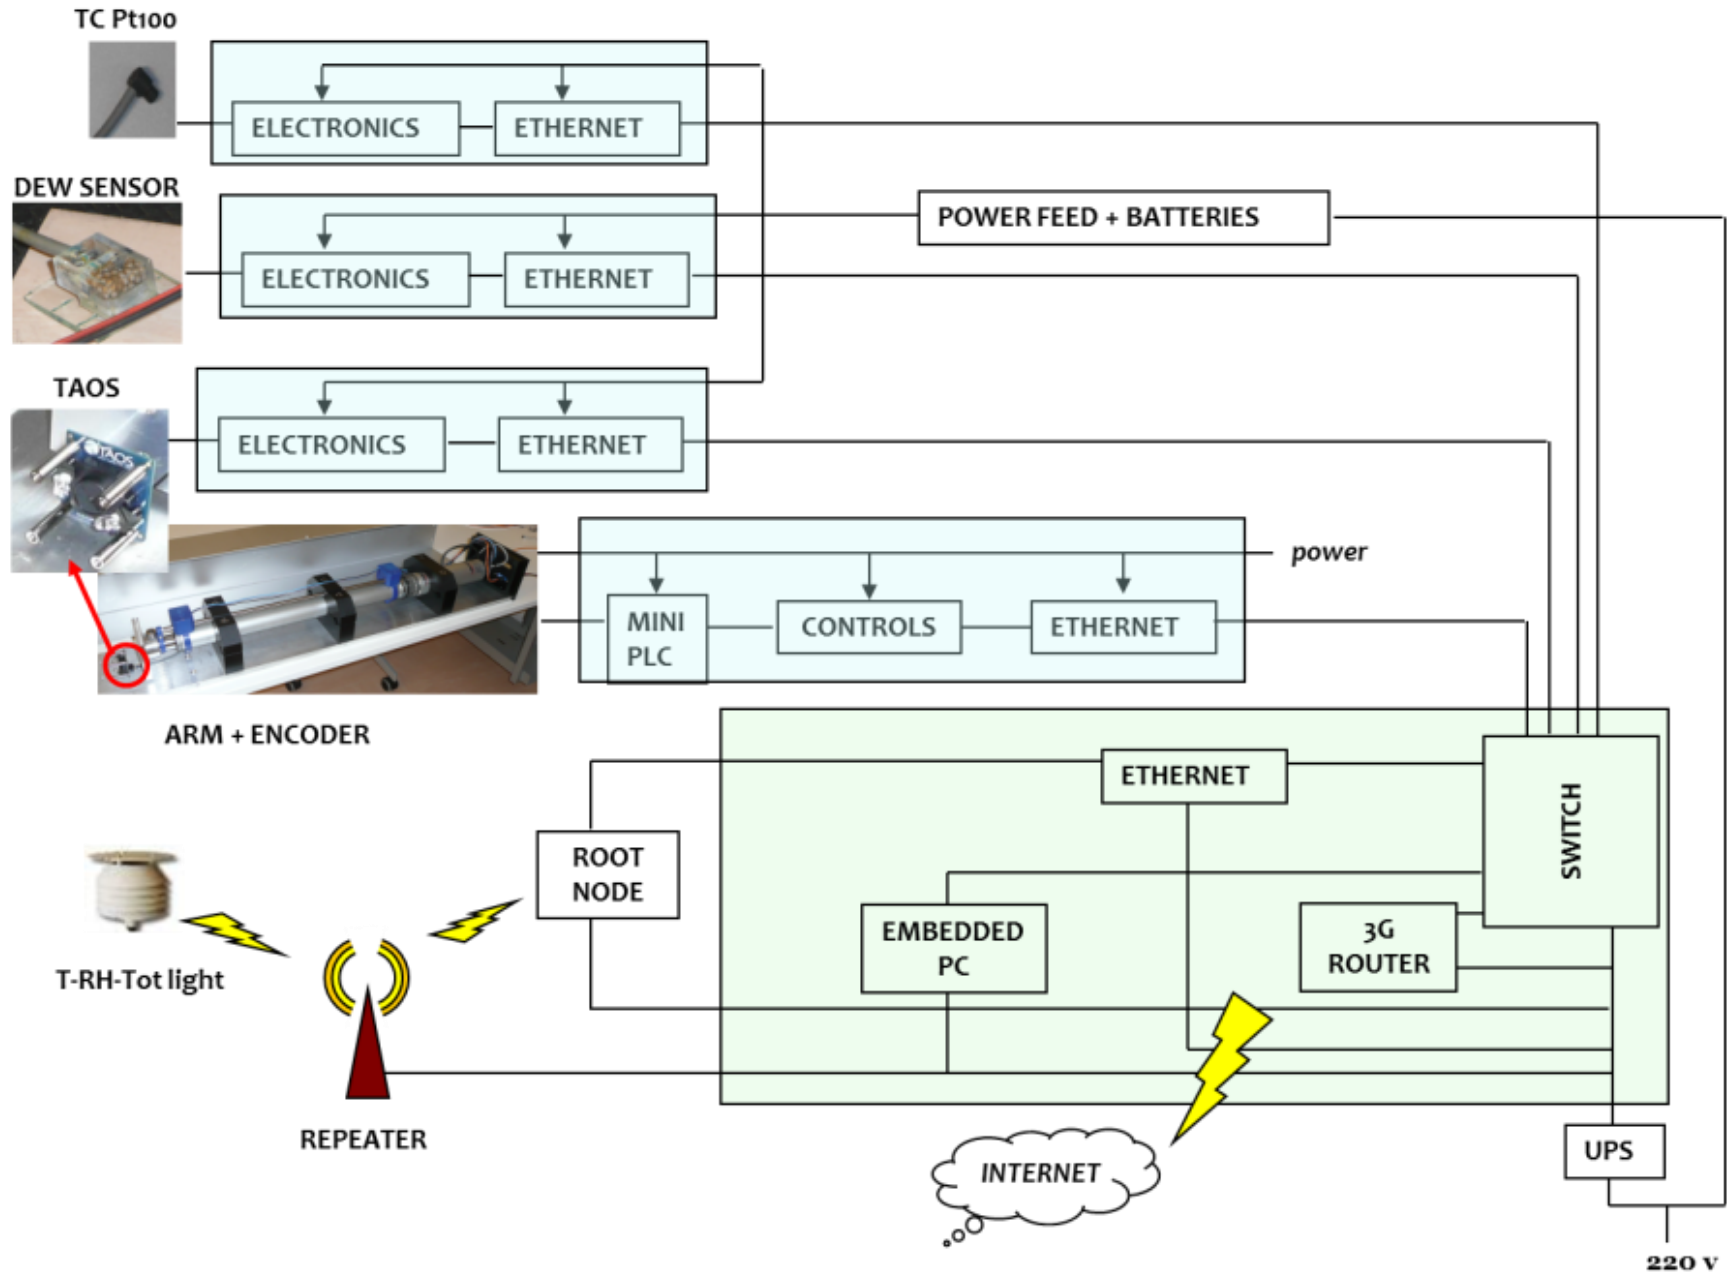 TC Pt100
ELECTRONICS
ETHERNET
DEW SENSOR
POWER FEED + BATTERIES
ELECTRONICS
ETHERNET
TAOS
TAOS
ELECTRONICS
ETHERNET
power
MINI
PLC
CONTROLS
ETHERNET
ARM + ENCODER
ETHERNET
SWITCH
ROOT
NODE
EMBEDDED
PC
3G
ROUTER
T-RH-Tot light
REPEATER
INTERNET
UPS
220 v